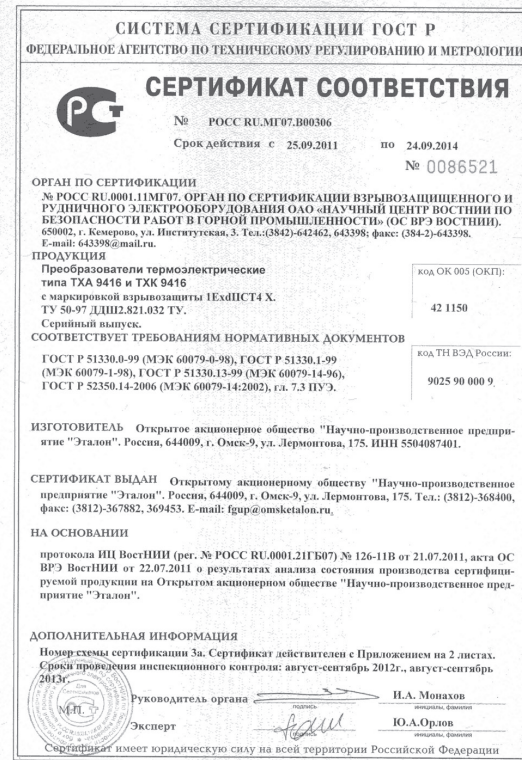 СИСТЕМА СЕРТИФИКАЦИИ ГОСТ Р
ФЕДЕРАЛЬНОЕ АГЕНТСТВО ПО ТЕХНИЧЕСКОМУ РЕГУЛИРОВАНИЮ И МЕТРОЛОГИИ
СЕРТИФИКАТ СООТВЕТСТВИЯ
№ РОСС RU.МГ07.В00306
Срок действия с 25.09.2011 по 24.09.2014
№ 0086521
ОРГАН ПО СЕРТИФИКАЦИИ
№ РОСС RU.0001.11МГ07. ОРГАН ПО СЕРТИФИКАЦИИ ВЗРЫВОЗАЩИЩЕННОГО И
РУДНИЧНОГО ЭЛЕКТРООБОРУДОВАНИЯ ОАО «НАУЧНЫЙ ЦЕНТР ВОСТНИИ ПО
БЕЗОПАСНОСТИ РАБОТ В ГОРНОЙ ПРОМЫШЛЕННОСТИ» (ОС ВРЭ ВОСТНИИ).
650002, г. Кемерово, ул. Институтская, 3. Тел.:(3842)-642462, 643398; факс: (384-2)-643398.
E-mail: 643398@mail.ru.
ПРОДУКЦИЯ
Преобразователи термоэлектрические
типа ТХА 9416 и ТХК 9416
с маркировкой взрывозащиты 1ExdIICT4 X.
ТУ 50-97 ДДШ2.821.032 ТУ.
Серийный выпуск.
код ОК 005 (ОКП):
42 1150
СООТВЕТСТВУЕТ ТРЕБОВАНИЯМ НОРМАТИВНЫХ ДОКУМЕНТОВ
ГОСТ Р 51330.0-99 (МЭК 60079-0-98), ГОСТ Р 51330.1-99
(МЭК 60079-1-98), ГОСТ Р 51330.13-99 (МЭК 60079-14-96),
ГОСТ Р 52350.14-2006 (МЭК 60079-14:2002), гл. 7.3 ПУЭ.
код ТН ВЭД России:
9025 90 000 9
ИЗГОТОВИТЕЛЬ Открытое акционерное общество "Научно-производственное предпри-
ятие "Эталон". Россия, 644009, г. Омск-9, ул. Лермонтова, 175. ИНН 5504087401.
СЕРТИФИКАТ ВЫДАН Открытому акционерному обществу "Научно-производственное
предприятие "Эталон". Россия, 644009, г. Омск-9, ул. Лермонтова, 175. Тел.: (3812)-368400,
факс: (3812)-367882, 369453. E-mail: fgup@omsketalon.ru.
НА ОСНОВАНИИ
протокола ИЦ ВостНИИ (рег. № РОСС RU.0001.21ГБ07) № 126-11В от 21.07.2011, акта ОС
ВРЭ ВостНИИ от 22.07.2011 о результатах анализа состояния производства сертифици-
руемой продукции на Открытом акционерном обществе "Научно-производственное пред-
приятие "Эталон".
ДОПОЛНИТЕЛЬНАЯ ИНФОРМАЦИЯ
Номер схемы сертификации 3а. Сертификат действителен с Приложением на 2 листах.
Сроки проведения инспекционного контроля: август-сентябрь 2012г., август-сентябрь
2013г.
М.П.
Руководитель органа
подпись
И.А. Монахов
инициалы, фамилия
Эксперт
подпись
Ю.А.Орлов
инициалы, фамилия
Сертификат имеет юридическую силу на всей территории Российской Федерации